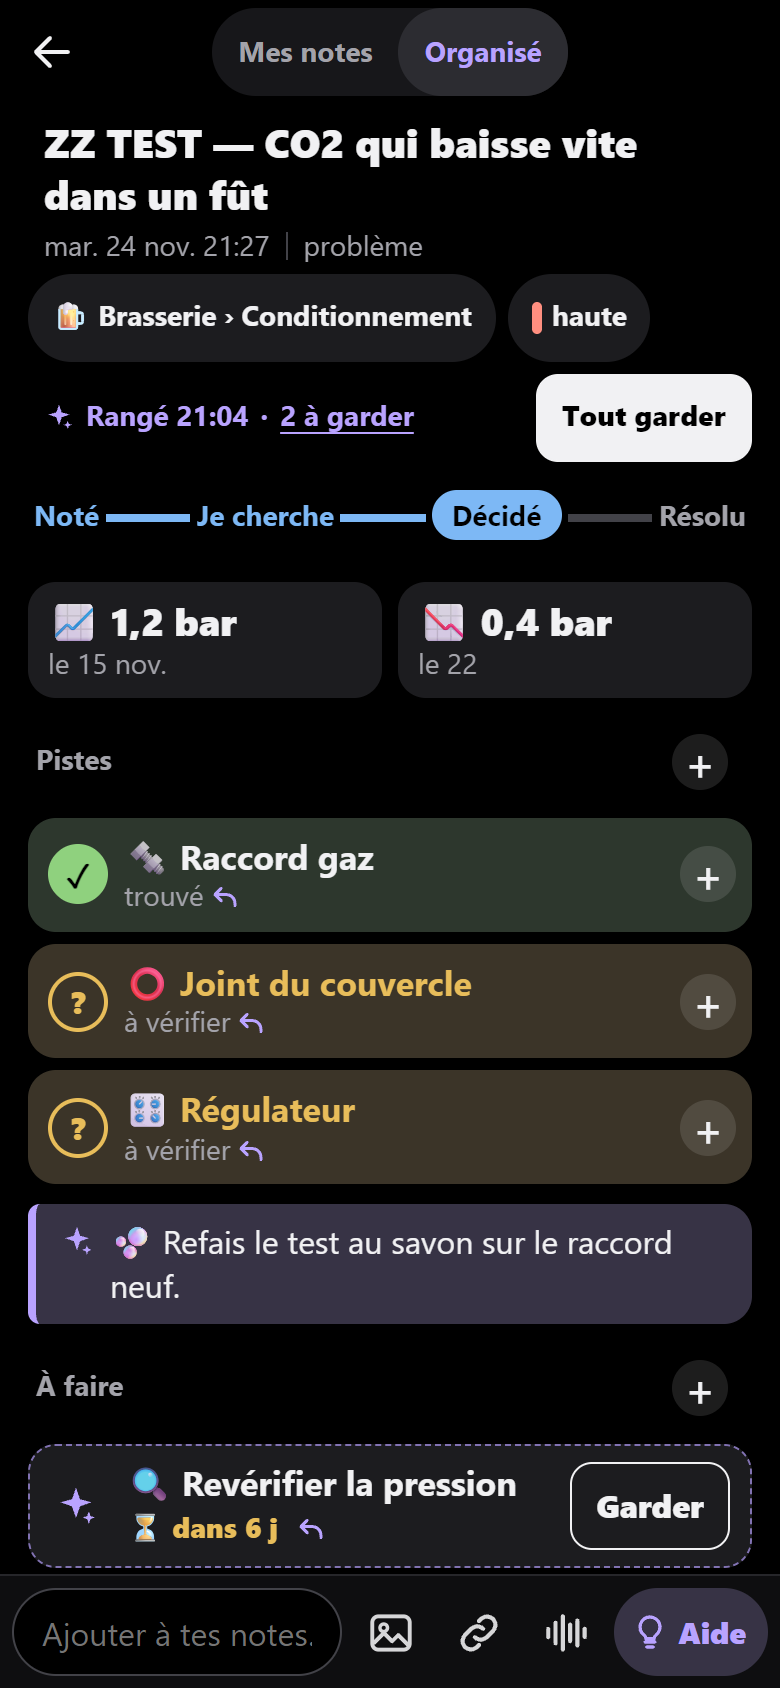 Mes notes Organisé
ZZ TEST — CO2 qui baisse vite
dans un fût
mar. 24 nov. 21:27 | problème
Brasserie › Conditionnement haute
Rangé 21:04 · 2 à garder Tout garder
Noté Je cherche Décidé Résolu
1,2 bar
le 15 nov.
0,4 bar
le 22
Pistes +
✓ Raccord gaz +
trouvé
? Joint du couvercle +
à vérifier
? Régulateur +
à vérifier
Refais le test au savon sur le raccord
neuf.
À faire +
Revérifier la pression Garder
dans 6 j
Ajouter à tes notes. Aide